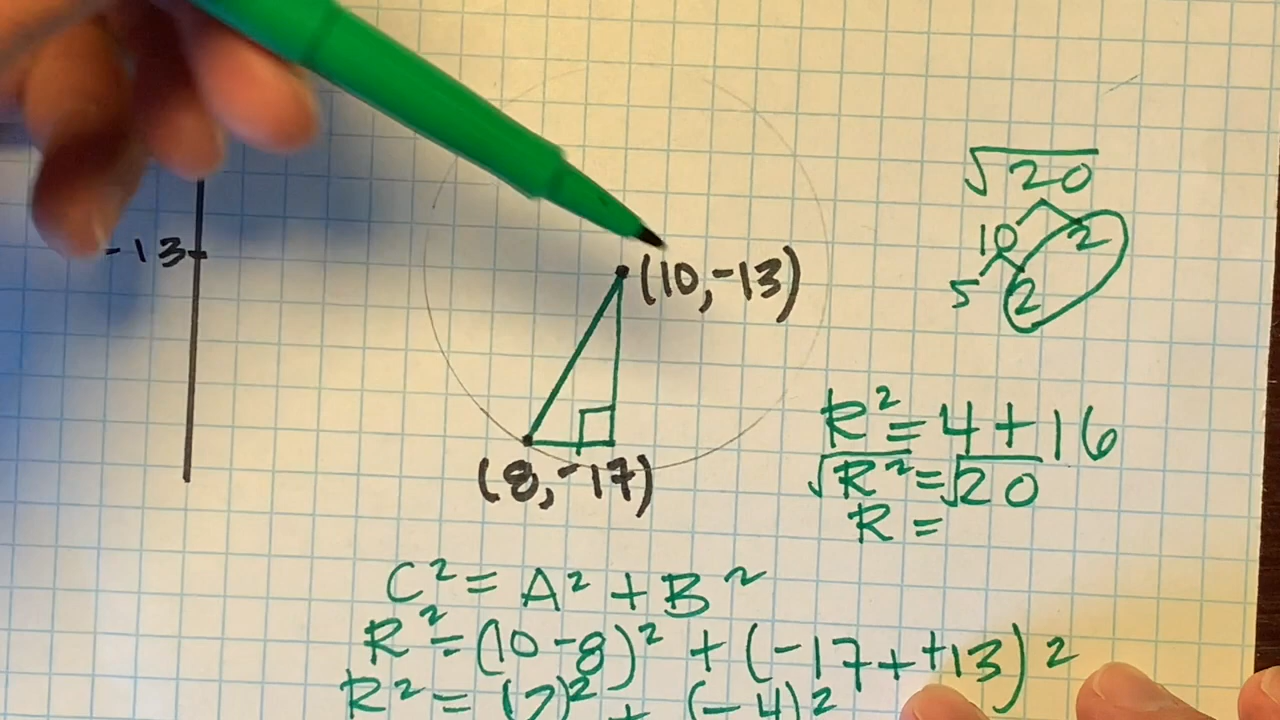 √20
10 2
5 2
-13
(10,-13)
(8,-17)
R² = 4 + 16
√R² = √20
R =
C² = A² + B²
R² = (10-8)² + (-17++13)²
R² = (2)² + (-4)²